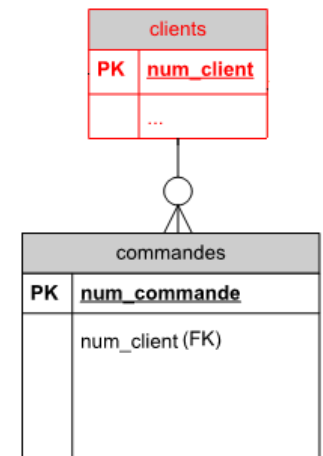 clients
PK num_client
...
commandes
PK num_commande
num_client (FK)